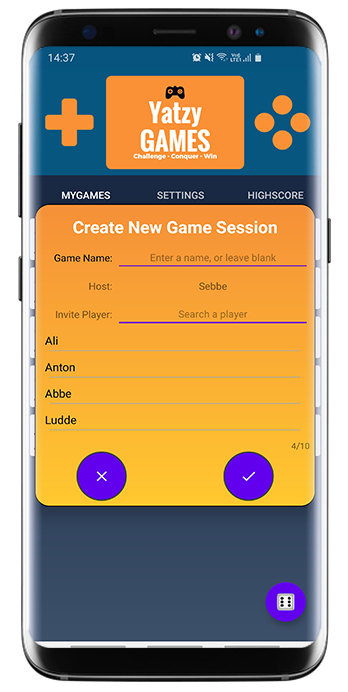 14:37
Yatzy
GAMES
Challenge - Conquer - Win
MYGAMES SETTINGS HIGHSCORE
Create New Game Session
Game Name: Enter a name, or leave blank
Host: Sebbe
Invite Player: Search a player
Ali
Anton
Abbe
Ludde
4/10